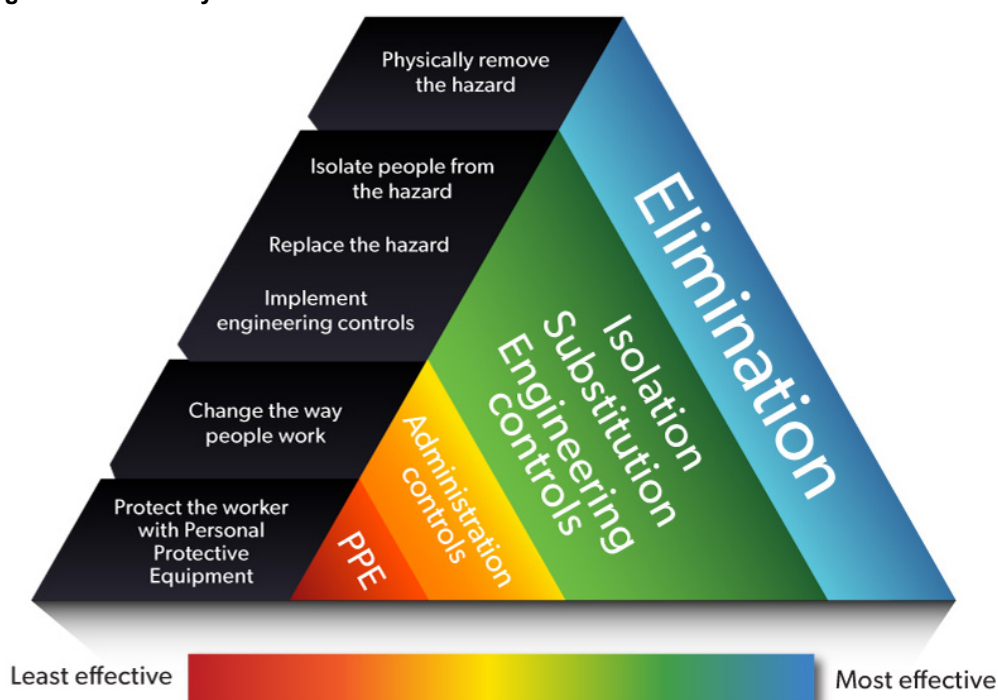 Physically remove
the hazard
Isolate people from
the hazard
Replace the hazard
Implement
engineering controls
Change the way
people work
Protect the worker
with Personal
Protective
Equipment
Elimination
Isolation
Substitution
Engineering
controls
Administration
controls
PPE
Least effective
Most effective